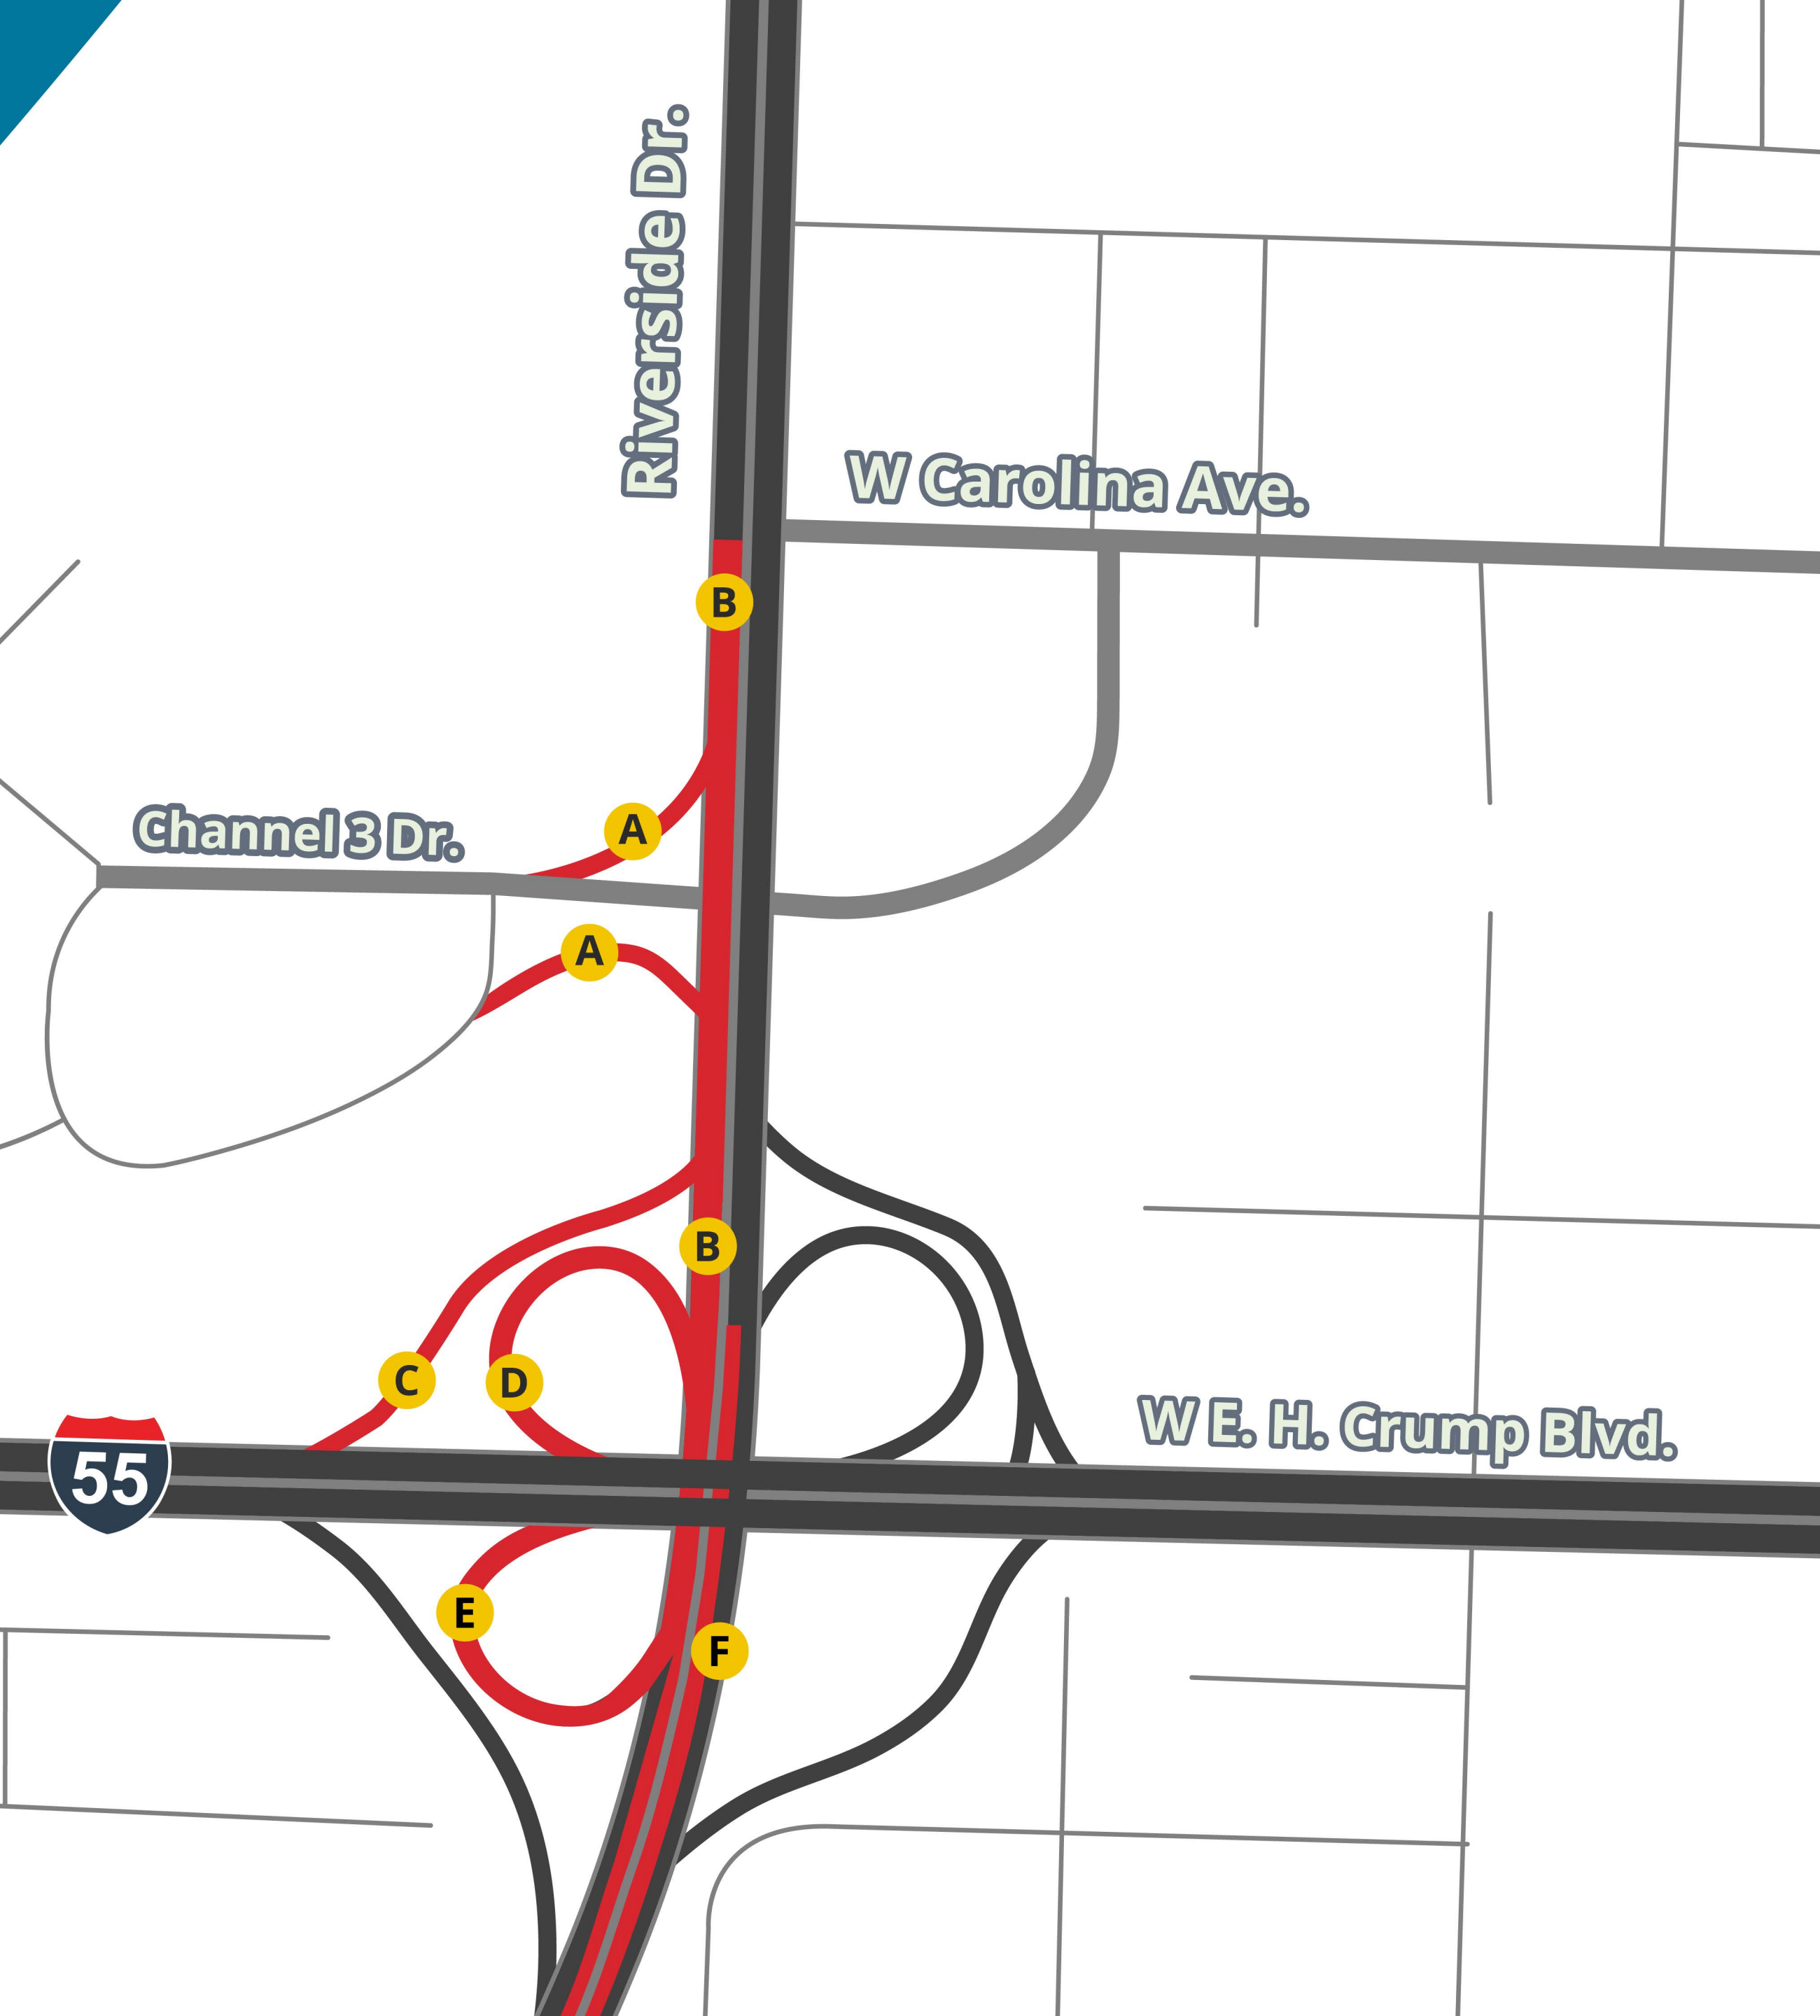 Riverside Dr.
W Carolina Ave.
B
Channel 3 Dr.
A
A
B
C
D
W E. H. Crump Blvd.
55
E
F